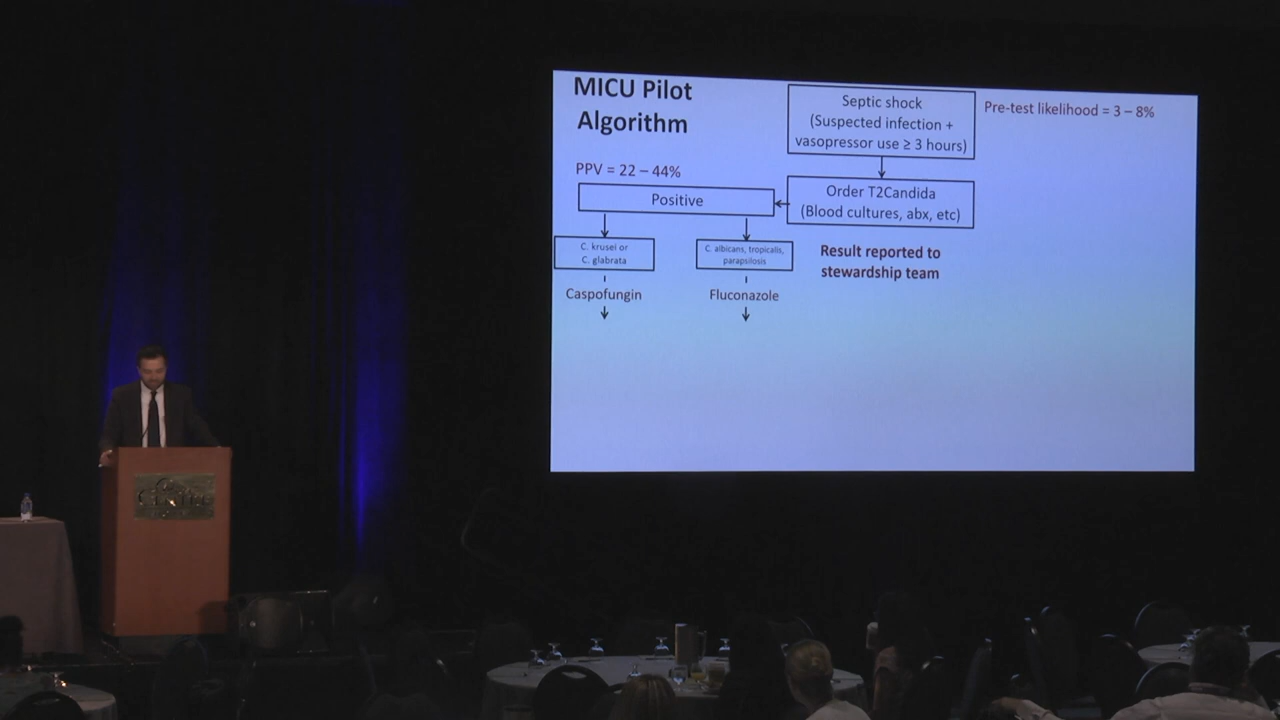 MICU Pilot
Algorithm
Septic shock
(Suspected infection +
vasopressor use ≥ 3 hours)
Pre-test likelihood = 3 – 8%
PPV = 22 – 44%
Positive
Order T2Candida
(Blood cultures, abx, etc)
C. krusei or
C. glabrata
C. albicans, tropicalis,
parapsilosis
Result reported to
stewardship team
Caspofungin
Fluconazole